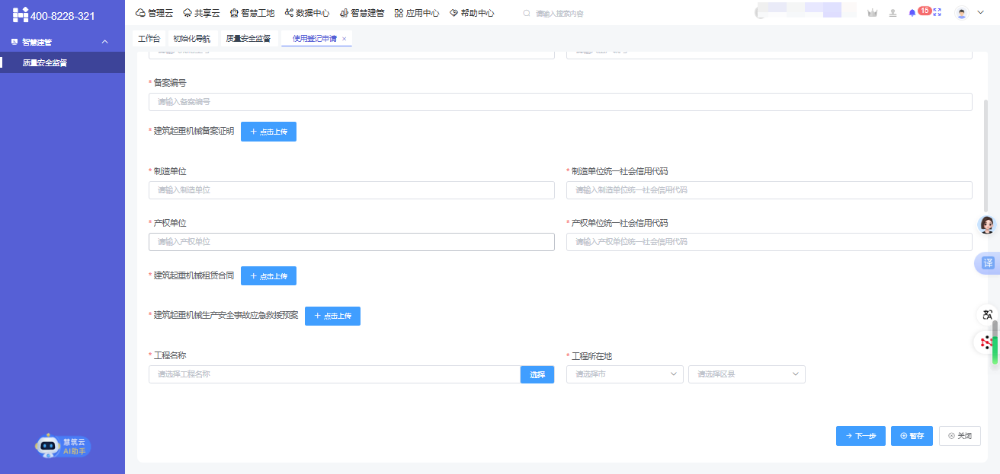 400-8228-321
管理云 共享云 智慧工地 数据中心 智慧建管 应用中心 帮助中心 请输入搜索内容 15
智慧建管
质量安全监督
工作台 初始化导航 质量安全监督 使用登记申请 ×
* 备案编号
请输入备案编号
* 建筑起重机械备案证明 + 点击上传
* 制造单位 * 制造单位统一社会信用代码
请输入制造单位 请输入制造单位统一社会信用代码
* 产权单位 * 产权单位统一社会信用代码
请输入产权单位 请输入产权单位统一社会信用代码
译
* 建筑起重机械租赁合同 + 点击上传
* 建筑起重机械生产安全事故应急救援预案 + 点击上传
* 工程名称 * 工程所在地
请选择工程名称 选择 请选择市 请选择区县
下一步 暂存 关闭
慧筑云
AI助手